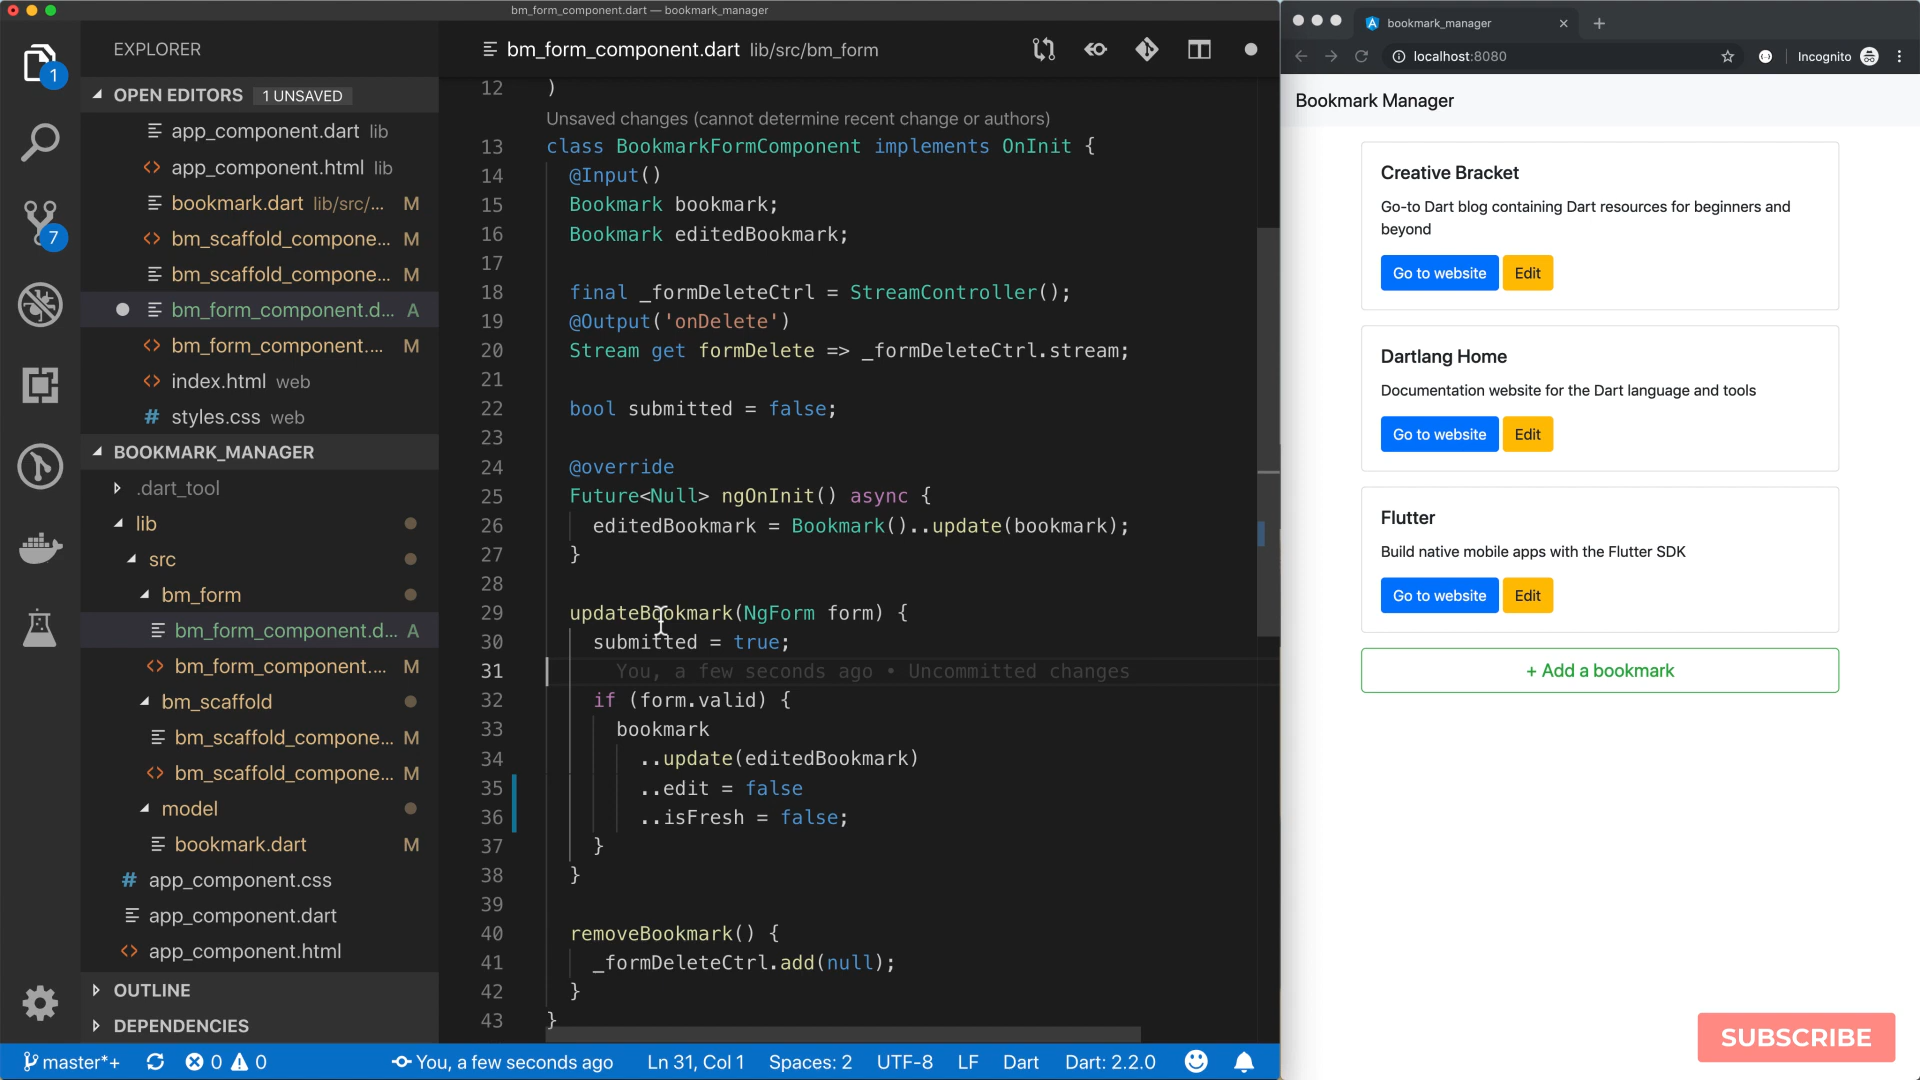 bm_form_component.dart — bookmark_manager
1
7
EXPLORER
OPEN EDITORS 1 UNSAVED
app_component.dart lib
app_component.html lib
bookmark.dart lib/src/... M
bm_scaffold_compone... M
bm_scaffold_compone... M
bm_form_component.d... A
bm_form_component.... M
index.html web
# styles.css web
BOOKMARK_MANAGER
.dart_tool
lib
src
bm_form
bm_form_component.d... A
bm_form_component.... M
bm_scaffold
bm_scaffold_compone... M
bm_scaffold_compone... M
model
bookmark.dart M
# app_component.css
app_component.dart
app_component.html
OUTLINE
DEPENDENCIES
bm_form_component.dart lib/src/bm_form
12 )
Unsaved changes (cannot determine recent change or authors)
13 class BookmarkFormComponent implements OnInit {
14 @Input()
15 Bookmark bookmark;
16 Bookmark editedBookmark;
17
18 final _formDeleteCtrl = StreamController();
19 @Output('onDelete')
20 Stream get formDelete => _formDeleteCtrl.stream;
21
22 bool submitted = false;
23
24 @override
25 Future<Null> ngOnInit() async {
26 editedBookmark = Bookmark()..update(bookmark);
27 }
28
29 updateBookmark(NgForm form) {
30 submitted = true;
31 You, a few seconds ago • Uncommitted changes
32 if (form.valid) {
33 bookmark
34 ..update(editedBookmark)
35 ..edit = false
36 ..isFresh = false;
37 }
38 }
39
40 removeBookmark() {
41 _formDeleteCtrl.add(null);
42 }
43 }
master*+ 0 0 You, a few seconds ago Ln 31, Col 1 Spaces: 2 UTF-8 LF Dart Dart: 2.2.0
bookmark_manager
localhost:8080 Incognito
Bookmark Manager
Creative Bracket
Go-to Dart blog containing Dart resources for beginners and
beyond
Go to website Edit
Dartlang Home
Documentation website for the Dart language and tools
Go to website Edit
Flutter
Build native mobile apps with the Flutter SDK
Go to website Edit
+ Add a bookmark
SUBSCRIBE